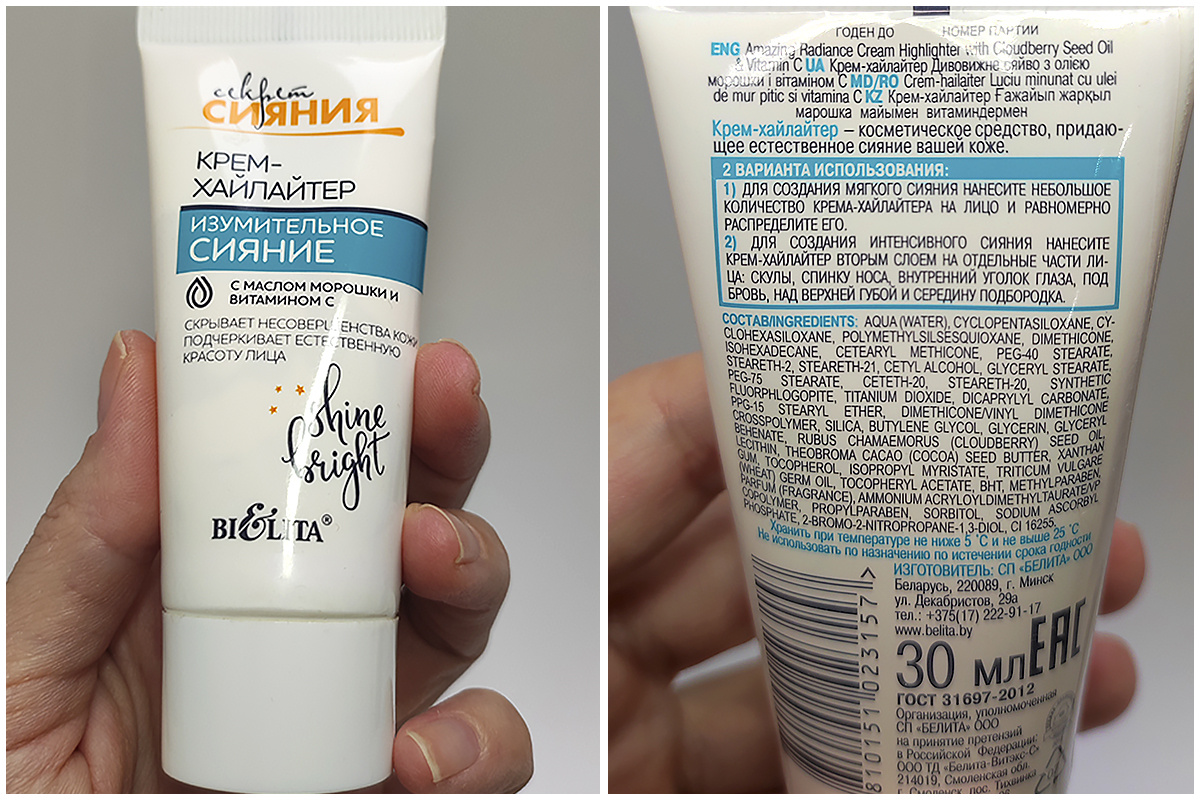 секрет
СИЯНИЯ
КРЕМ-
ХАЙЛАЙТЕР
ИЗУМИТЕЛЬНОЕ
СИЯНИЕ
С МАСЛОМ МОРОШКИ И
ВИТАМИНОМ С
СКРЫВАЕТ НЕСОВЕРШЕНСТВА КОЖИ
ПОДЧЕРКИВАЕТ ЕСТЕСТВЕННУЮ
КРАСОТУ ЛИЦА
shine
bright
BI&LITA®
ГОДЕН ДО НОМЕР ПАРТИИ
ENG Amazing Radiance Cream Highlighter with Cloudberry Seed Oil
& Vitamin C UA Крем-хайлайтер Дивовижне сяйво з олією
морошки і вітаміном С MD/RO Crem-hailaiter Luciu minunat cu ulei
de mur pitic si vitamina C KZ Крем-хайлайтер Ғажайып жарқыл
марошка майымен витаминдермен
Крем-хайлайтер – косметическое средство, придаю-
щее естественное сияние вашей коже.
2 ВАРИАНТА ИСПОЛЬЗОВАНИЯ:
1) ДЛЯ СОЗДАНИЯ МЯГКОГО СИЯНИЯ НАНЕСИТЕ НЕБОЛЬШОЕ
КОЛИЧЕСТВО КРЕМА-ХАЙЛАЙТЕРА НА ЛИЦО И РАВНОМЕРНО
РАСПРЕДЕЛИТЕ ЕГО.
2) ДЛЯ СОЗДАНИЯ ИНТЕНСИВНОГО СИЯНИЯ НАНЕСИТЕ
КРЕМ-ХАЙЛАЙТЕР ВТОРЫМ СЛОЕМ НА ОТДЕЛЬНЫЕ ЧАСТИ ЛИ-
ЦА: СКУЛЫ, СПИНКУ НОСА, ВНУТРЕННИЙ УГОЛОК ГЛАЗА, ПОД
БРОВЬ, НАД ВЕРХНЕЙ ГУБОЙ И СЕРЕДИНУ ПОДБОРОДКА.
СОСТАВ/INGREDIENTS: AQUA (WATER), CYCLOPENTASILOXANE, CY-
CLOHEXASILOXANE, POLYMETHYLSILSESQUIOXANE, DIMETHICONE,
ISOHEXADECANE, CETEARYL METHICONE, PEG-40 STEARATE,
STEARETH-2, STEARETH-21, CETYL ALCOHOL, GLYCERYL STEARATE,
PEG-75 STEARATE, CETETH-20, STEARETH-20, SYNTHETIC
FLUORPHLOGOPITE, TITANIUM DIOXIDE, DICAPRYLYL CARBONATE,
PPG-15 STEARYL ETHER, DIMETHICONE/VINYL DIMETHICONE
CROSSPOLYMER, SILICA, BUTYLENE GLYCOL, GLYCERIN, GLYCERYL
BEHENATE, RUBUS CHAMAEMORUS (CLOUDBERRY) SEED OIL,
LECITHIN, THEOBROMA CACAO (COCOA) SEED BUTTER, XANTHAN
GUM, TOCOPHEROL, ISOPROPYL MYRISTATE, TRITICUM VULGARE
(WHEAT) GERM OIL, TOCOPHERYL ACETATE, BHT, METHYLPARABEN,
PARFUM (FRAGRANCE), AMMONIUM ACRYLOYLDIMETHYLTAURATE/VP
COPOLYMER, PROPYLPARABEN, SORBITOL, SODIUM ASCORBYL
PHOSPHATE, 2-BROMO-2-NITROPROPANE-1,3-DIOL, CI 16255.
Хранить при температуре не ниже 5 °С и не выше 25 °С
Не использовать по назначению по истечении срока годности
ИЗГОТОВИТЕЛЬ: СП «БЕЛИТА» ООО
Беларусь, 220089, г. Минск
ул. Декабристов, 29а
тел.: +375(17) 222-91-17
www.belita.by
30 мл EAC
ГОСТ 31697-2012
Организация, уполномоченная
СП «БЕЛИТА» ООО
на принятие претензий
в Российской Федерации:
ООО ТД «Белита-Витэкс-С»
214019, Смоленская обл.
г. Смоленск, пос. Тихвинка
810151 023157 >